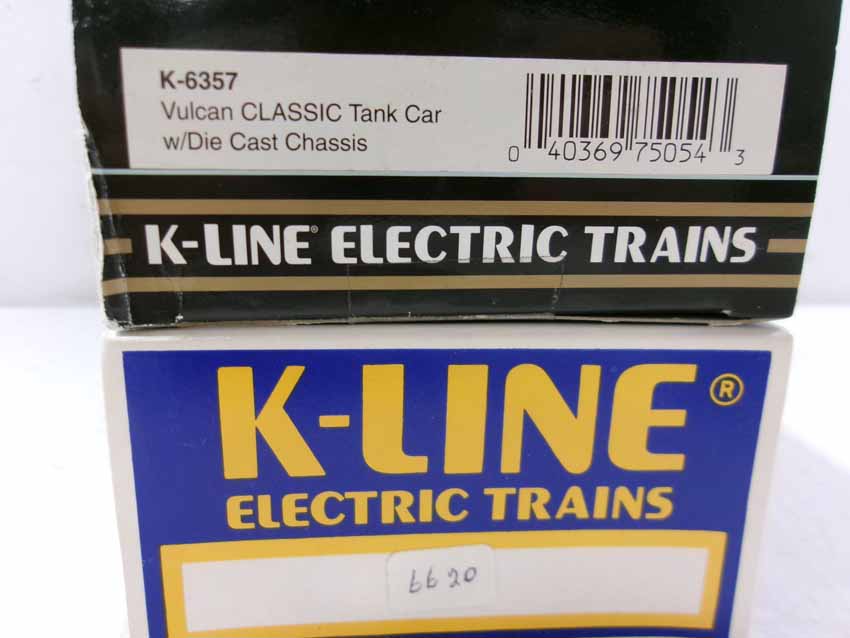 K-6357
Vulcan CLASSIC Tank Car
w/Die Cast Chassis
0 40369 75054 3
K-LINE® ELECTRIC TRAINS
K-LINE®
ELECTRIC TRAINS
6620